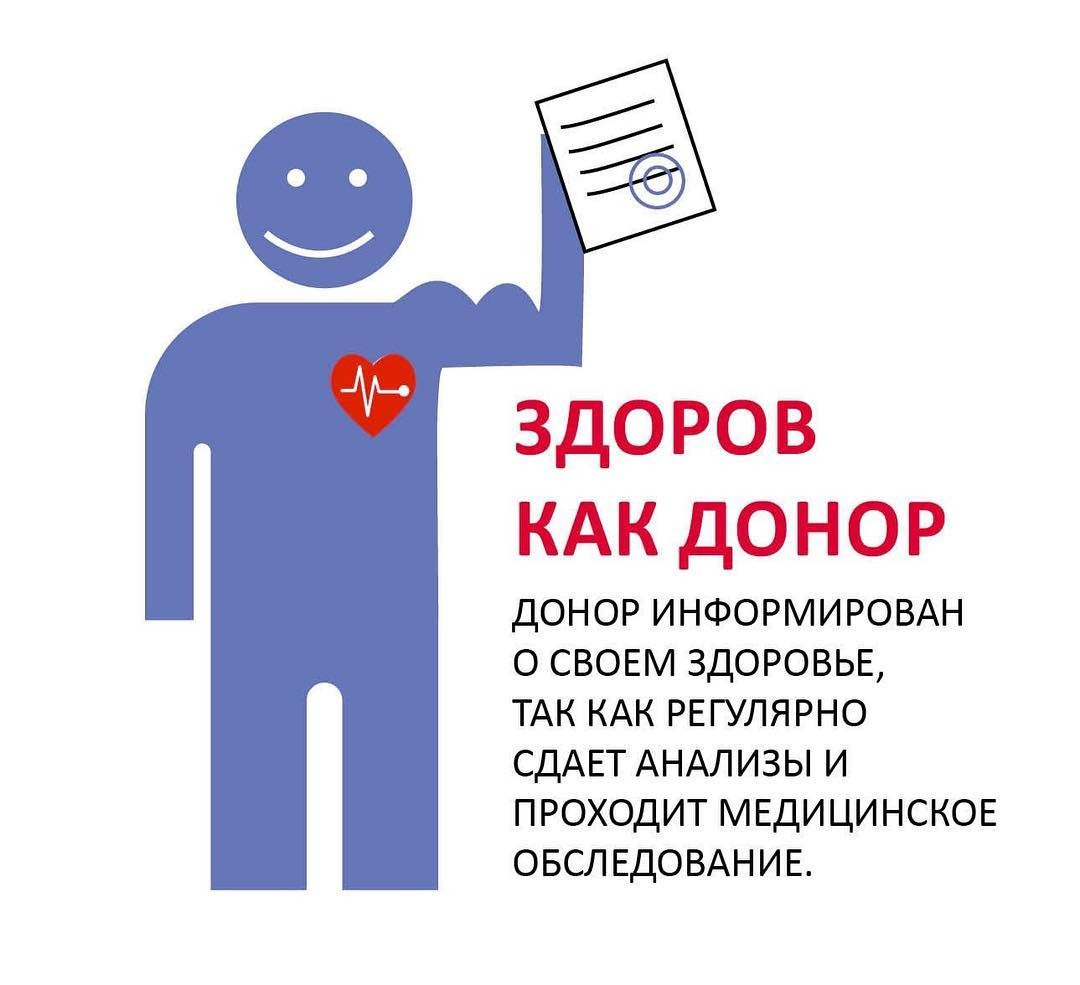 ЗДОРОВ
КАК ДОНОР
ДОНОР ИНФОРМИРОВАН
О СВОЕМ ЗДОРОВЬЕ,
ТАК КАК РЕГУЛЯРНО
СДАЕТ АНАЛИЗЫ И
ПРОХОДИТ МЕДИЦИНСКОЕ
ОБСЛЕДОВАНИЕ.